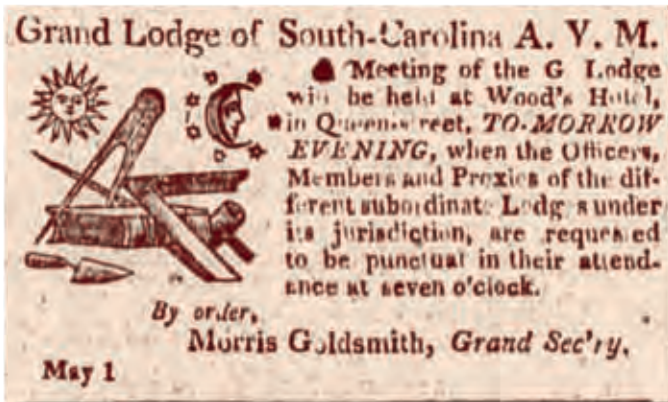 Grand Lodge of South-Carolina A. V. M.
A Meeting of the G Lodge
will be held at Wood's Hotel,
in Queen-street, TO-MORROW
EVENING, when the Officers,
Members and Proxies of the dif-
ferent subordinate Lodges under
its jurisdiction, are requested
to be punctual in their attend-
ance at seven o'clock.
By order,
Morris Goldsmith, Grand Sec'ry.
May 1